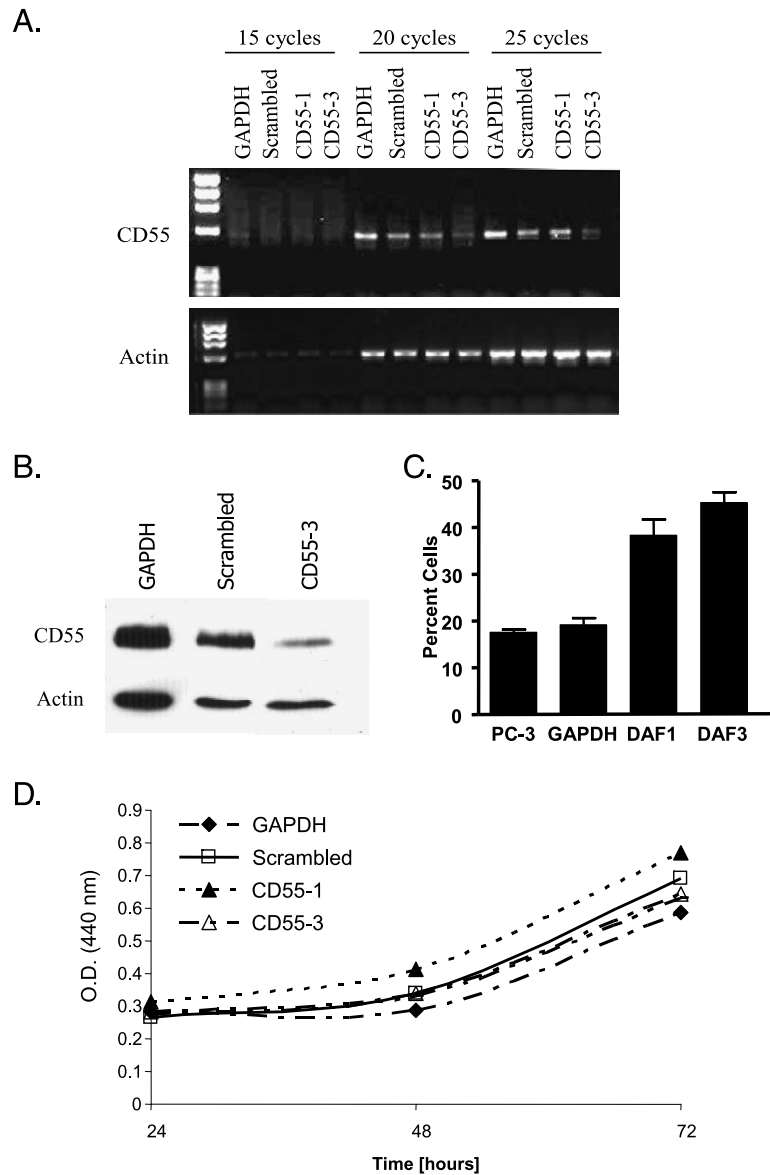 A.
15 cycles 20 cycles 25 cycles
GAPDH Scrambled CD55-1 CD55-3 GAPDH Scrambled CD55-1 CD55-3 GAPDH Scrambled CD55-1 CD55-3
CD55
Actin
B.
GAPDH Scrambled CD55-3
CD55
Actin
C.
Percent Cells
50
40
30
20
10
0
PC-3 GAPDH DAF1 DAF3
D.
O.D. (440 nm)
0.9
0.8
0.7
0.6
0.5
0.4
0.3
0.2
0.1
0
GAPDH
Scrambled
CD55-1
CD55-3
24 48 72
Time [hours]